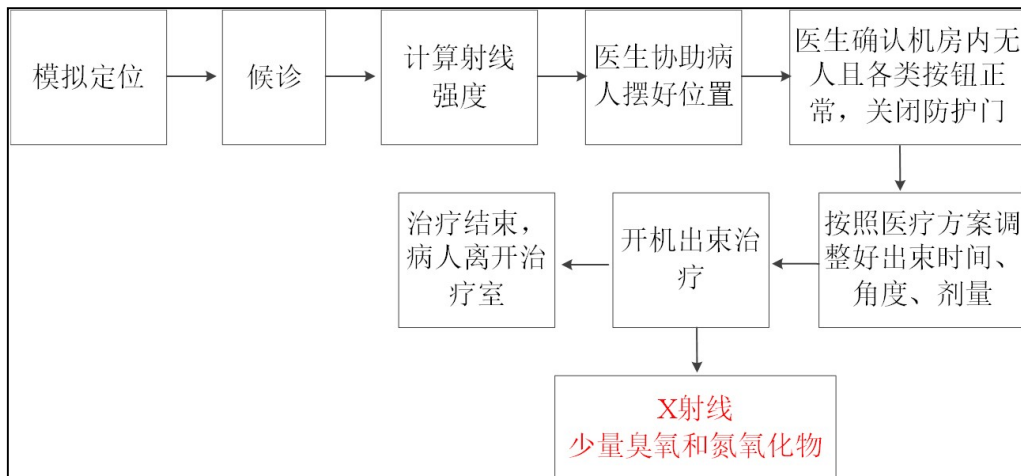 模拟定位
候诊
计算射线
强度
医生协助病
人摆好位置
医生确认机房内无
人且各类按钮正
常，关闭防护门
按照医疗方案调
整好出束时间、
角度、剂量
开机出束治
疗
治疗结束，
病人离开治
疗室
X射线
少量臭氧和氮氧化物